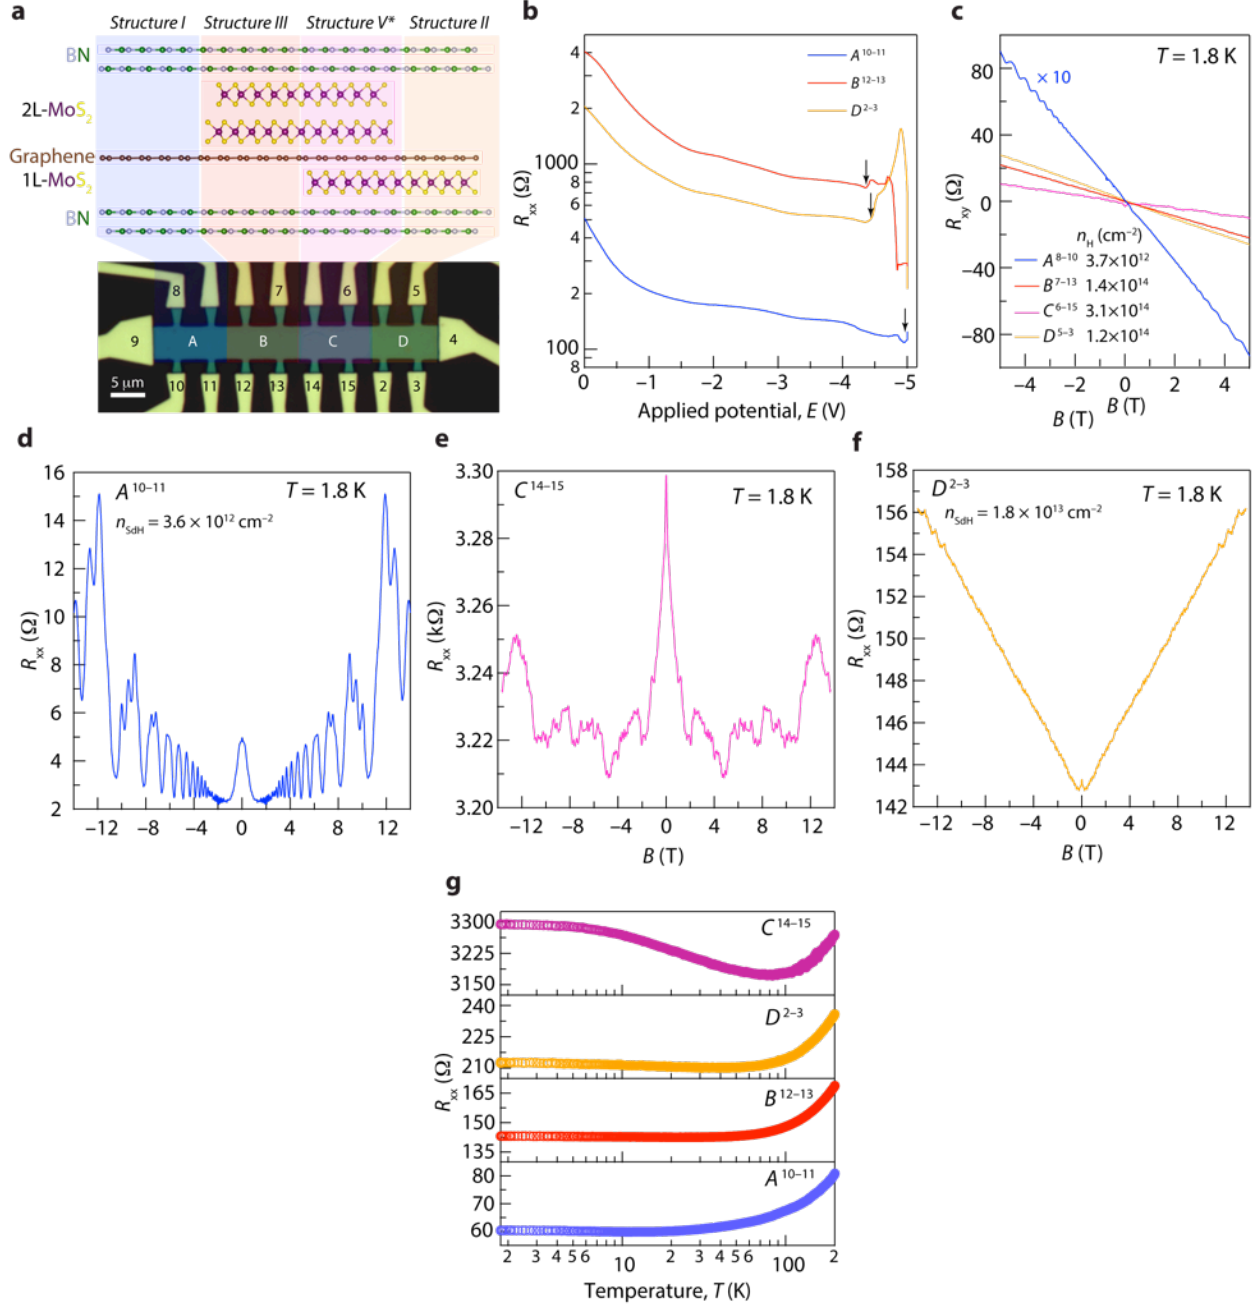 a
Structure I
Structure III
Structure V*
Structure II
BN
2L-MoS₂
Graphene
1L-MoS₂
BN
8
7
6
5
9
A
B
C
D
4
10
11
12
13
14
15
2
3
5 μm
b
4
2
1000
8
6
4
2
100
8
Rxx (Ω)
A¹⁰⁻¹¹
B¹²⁻¹³
D²⁻³
0
−1
−2
−3
−4
−5
Applied potential, E (V)
c
T = 1.8 K
× 10
80
40
0
−40
−80
Rxy (Ω)
nH (cm⁻²)
A⁸⁻¹⁰ 3.7×10¹²
B⁷⁻¹³ 1.4×10¹⁴
C⁶⁻¹⁵ 3.1×10¹⁴
D⁵⁻³ 1.2×10¹⁴
−4
−2
0
2
4
B (T)
B (T)
d
A¹⁰⁻¹¹
T = 1.8 K
nSdH = 3.6 × 10¹² cm⁻²
16
14
12
10
8
6
4
2
Rxx (Ω)
−12
−8
−4
0
4
8
12
B (T)
e
C¹⁴⁻¹⁵
T = 1.8 K
3.30
3.28
3.26
3.24
3.22
3.20
Rxx (kΩ)
−12
−8
−4
0
4
8
12
B (T)
f
D²⁻³
T = 1.8 K
nSdH = 1.8 × 10¹³ cm⁻²
158
156
154
152
150
148
146
144
142
Rxx (Ω)
−12
−8
−4
0
4
8
12
B (T)
g
3300
3225
3150
C¹⁴⁻¹⁵
240
225
210
D²⁻³
165
150
135
B¹²⁻¹³
80
70
60
A¹⁰⁻¹¹
Rxx (Ω)
2
3
4
5
6
10
2
3
4
5
6
100
2
Temperature, T (K)